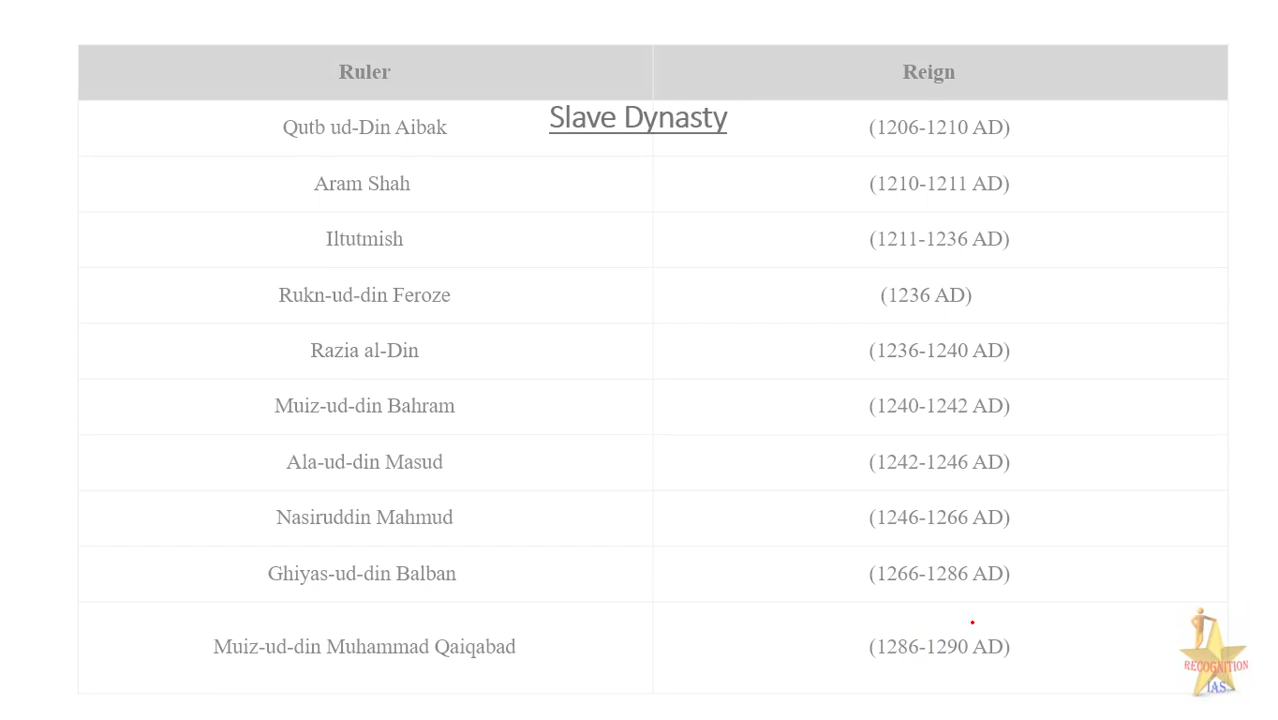 Ruler Reign
Slave Dynasty
Qutb ud-Din Aibak (1206-1210 AD)
Aram Shah (1210-1211 AD)
Iltutmish (1211-1236 AD)
Rukn-ud-din Feroze (1236 AD)
Razia al-Din (1236-1240 AD)
Muiz-ud-din Bahram (1240-1242 AD)
Ala-ud-din Masud (1242-1246 AD)
Nasiruddin Mahmud (1246-1266 AD)
Ghiyas-ud-din Balban (1266-1286 AD)
Muiz-ud-din Muhammad Qaiqabad (1286-1290 AD)
RECOGNITION
IAS